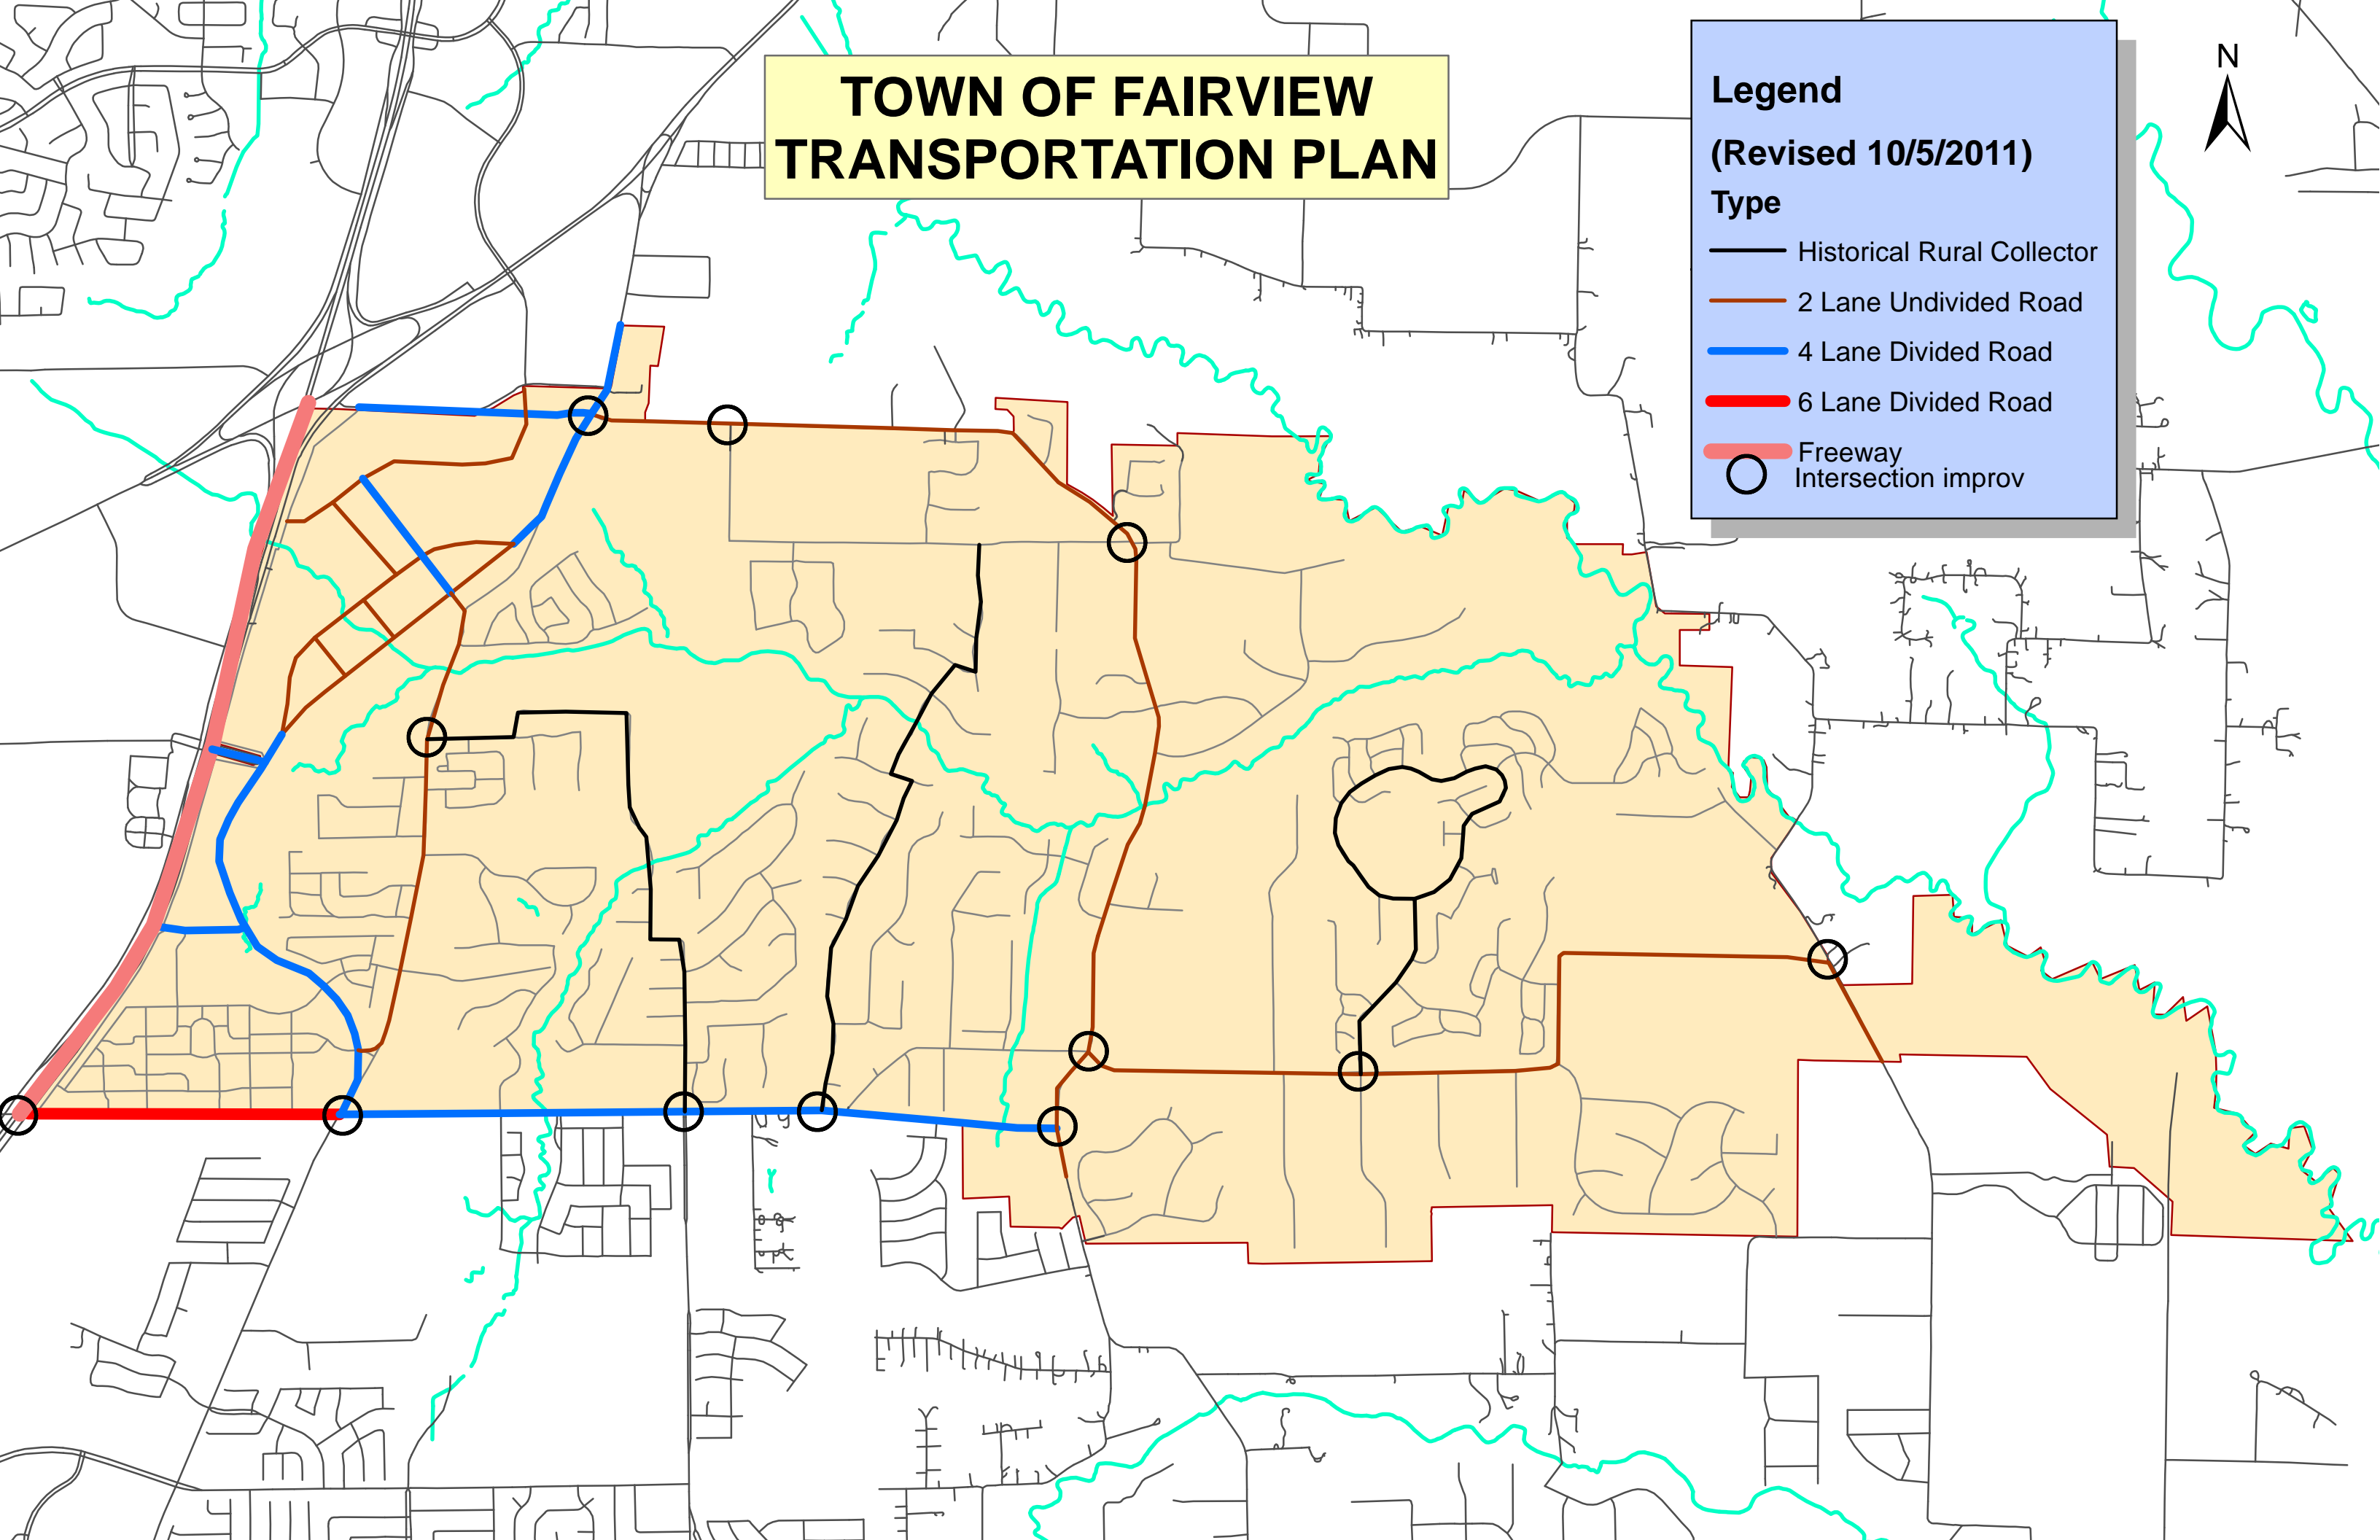 TOWN OF FAIRVIEW
TRANSPORTATION PLAN
Legend
(Revised 10/5/2011)
Type
Historical Rural Collector
2 Lane Undivided Road
4 Lane Divided Road
6 Lane Divided Road
Freeway
Intersection improv
N